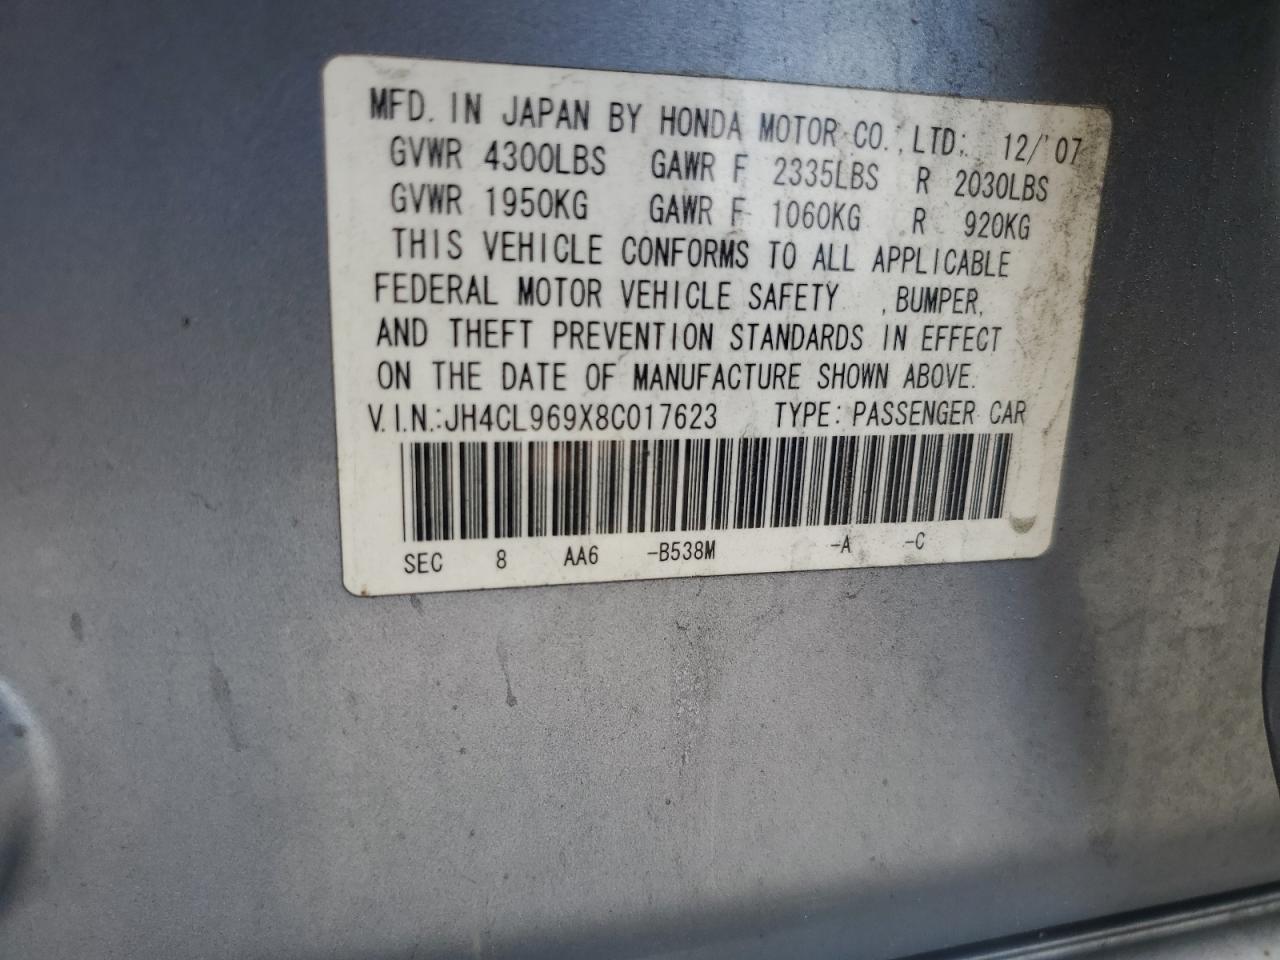 MFD. IN JAPAN BY HONDA MOTOR CO., LTD. 12/'07
GVWR 4300LBS GAWR F 2335LBS R 2030LBS
GVWR 1950KG GAWR F 1060KG R 920KG
THIS VEHICLE CONFORMS TO ALL APPLICABLE
FEDERAL MOTOR VEHICLE SAFETY , BUMPER,
AND THEFT PREVENTION STANDARDS IN EFFECT
ON THE DATE OF MANUFACTURE SHOWN ABOVE.
V.I.N.:JH4CL969X8C017623 TYPE: PASSENGER CAR
SEC 8 AA6 -B538M -A -C